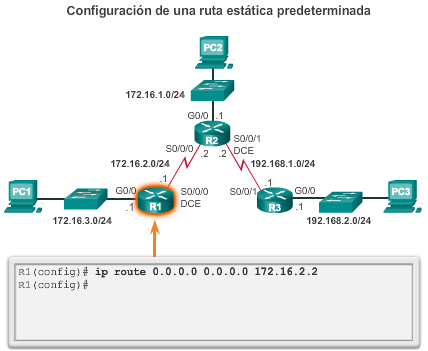 Configuración de una ruta estática predeterminada
PC2
172.16.1.0/24
G0/0
.1
R2
S0/0/0
.2
.2
S0/0/1
DCE
172.16.2.0/24
192.168.1.0/24
.1
S0/0/0
DCE
S0/0/1
.1
PC1
G0/0
.1
R1
172.16.3.0/24
R3
G0/0
.1
192.168.2.0/24
PC3
R1(config)# ip route 0.0.0.0 0.0.0.0 172.16.2.2
R1(config)#